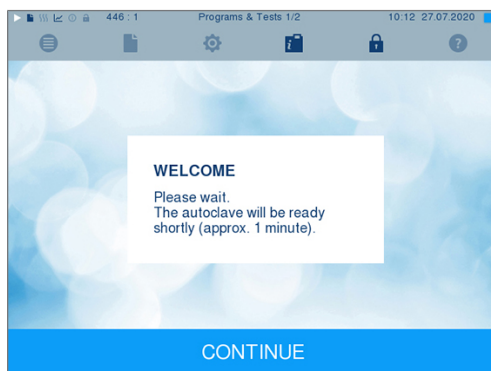 446 : 1 Programs & Tests 1/2 10:12 27.07.2020
WELCOME
Please wait.
The autoclave will be ready
shortly (approx. 1 minute).
CONTINUE